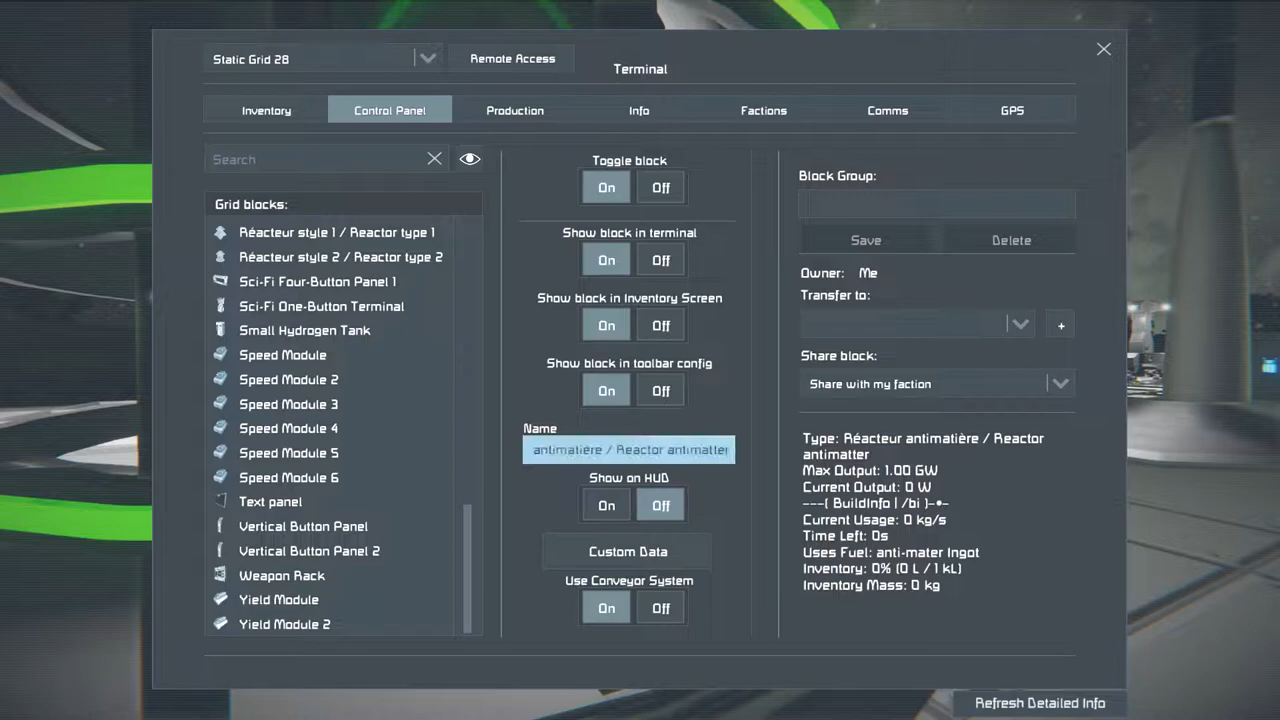 Static Grid 28
Remote Access
Terminal
Inventory
Control Panel
Production
Info
Factions
Comms
GPS
Search
Grid blocks:
Réacteur style 1 / Reactor type 1
Réacteur style 2 / Reactor type 2
Sci-Fi Four-Button Panel 1
Sci-Fi One-Button Terminal
Small Hydrogen Tank
Speed Module
Speed Module 2
Speed Module 3
Speed Module 4
Speed Module 5
Speed Module 6
Text panel
Vertical Button Panel
Vertical Button Panel 2
Weapon Rack
Yield Module
Yield Module 2
Toggle block
On Off
Show block in terminal
On Off
Show block in Inventory Screen
On Off
Show block in toolbar config
On Off
Name
antimatière / Reactor antimatter
Show on HUD
On Off
Custom Data
Use Conveyor System
On Off
Block Group:
Save Delete
Owner: Me
Transfer to:
+
Share block:
Share with my faction
Type: Réacteur antimatière / Reactor
antimatter
Max Output: 1.00 GW
Current Output: 0 W
---{ BuildInfo | /bi }-•-
Current Usage: 0 kg/s
Time Left: 0s
Uses Fuel: anti-mater Ingot
Inventory: 0% (0 L / 1 kL)
Inventory Mass: 0 kg
Refresh Detailed Info